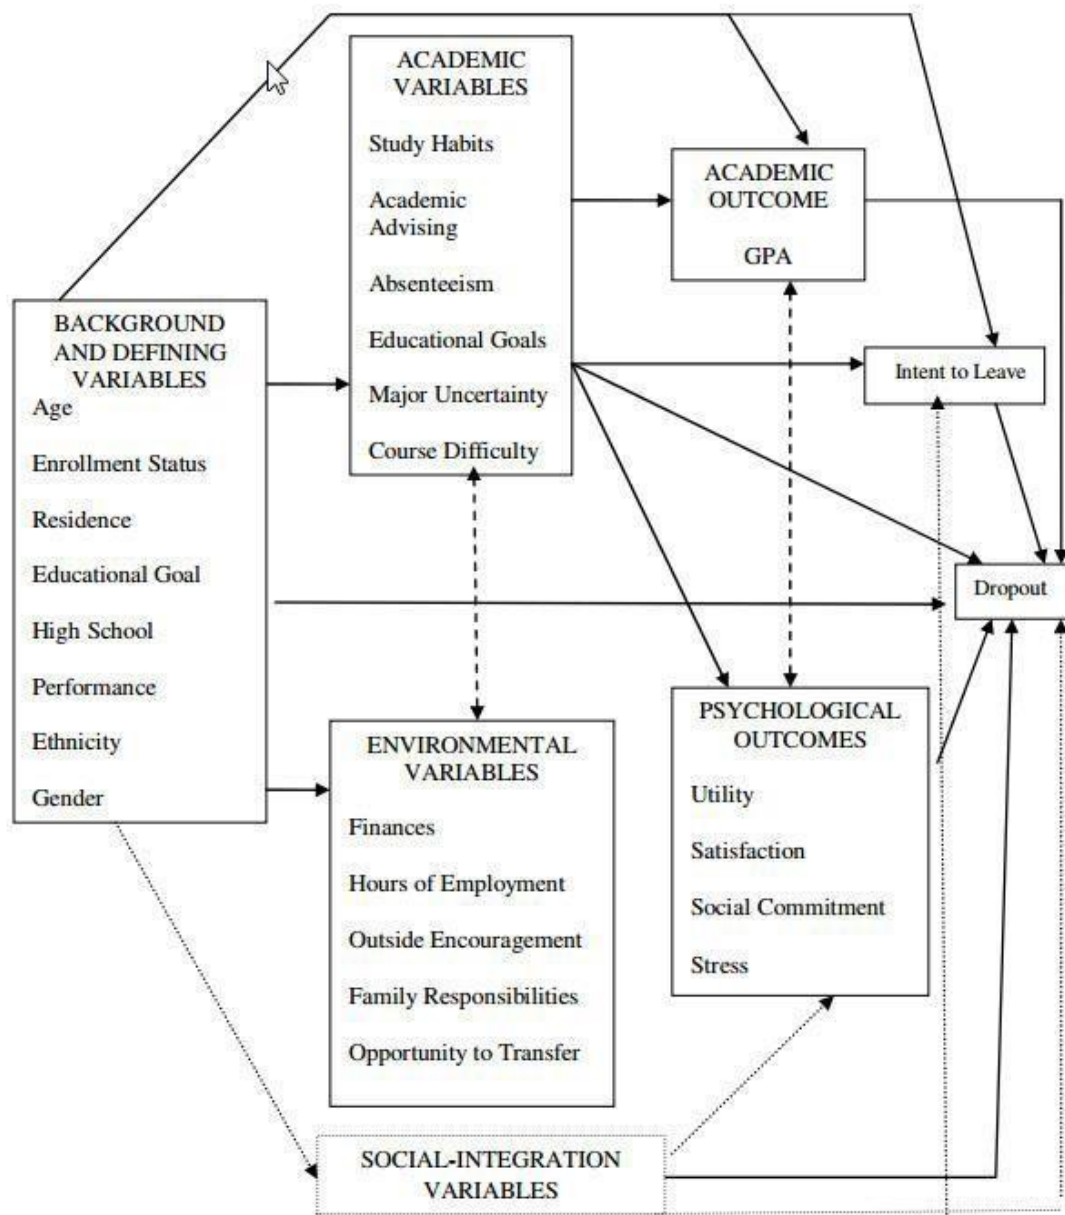 ACADEMIC
VARIABLES
Study Habits
Academic
Advising
Absenteeism
Educational Goals
Major Uncertainty
Course Difficulty
ACADEMIC
OUTCOME
GPA
BACKGROUND
AND DEFINING
VARIABLES
Age
Enrollment Status
Residence
Educational Goal
High School
Performance
Ethnicity
Gender
Intent to Leave
Dropout
ENVIRONMENTAL
VARIABLES
Finances
Hours of Employment
Outside Encouragement
Family Responsibilities
Opportunity to Transfer
PSYCHOLOGICAL
OUTCOMES
Utility
Satisfaction
Social Commitment
Stress
SOCIAL-INTEGRATION
VARIABLES